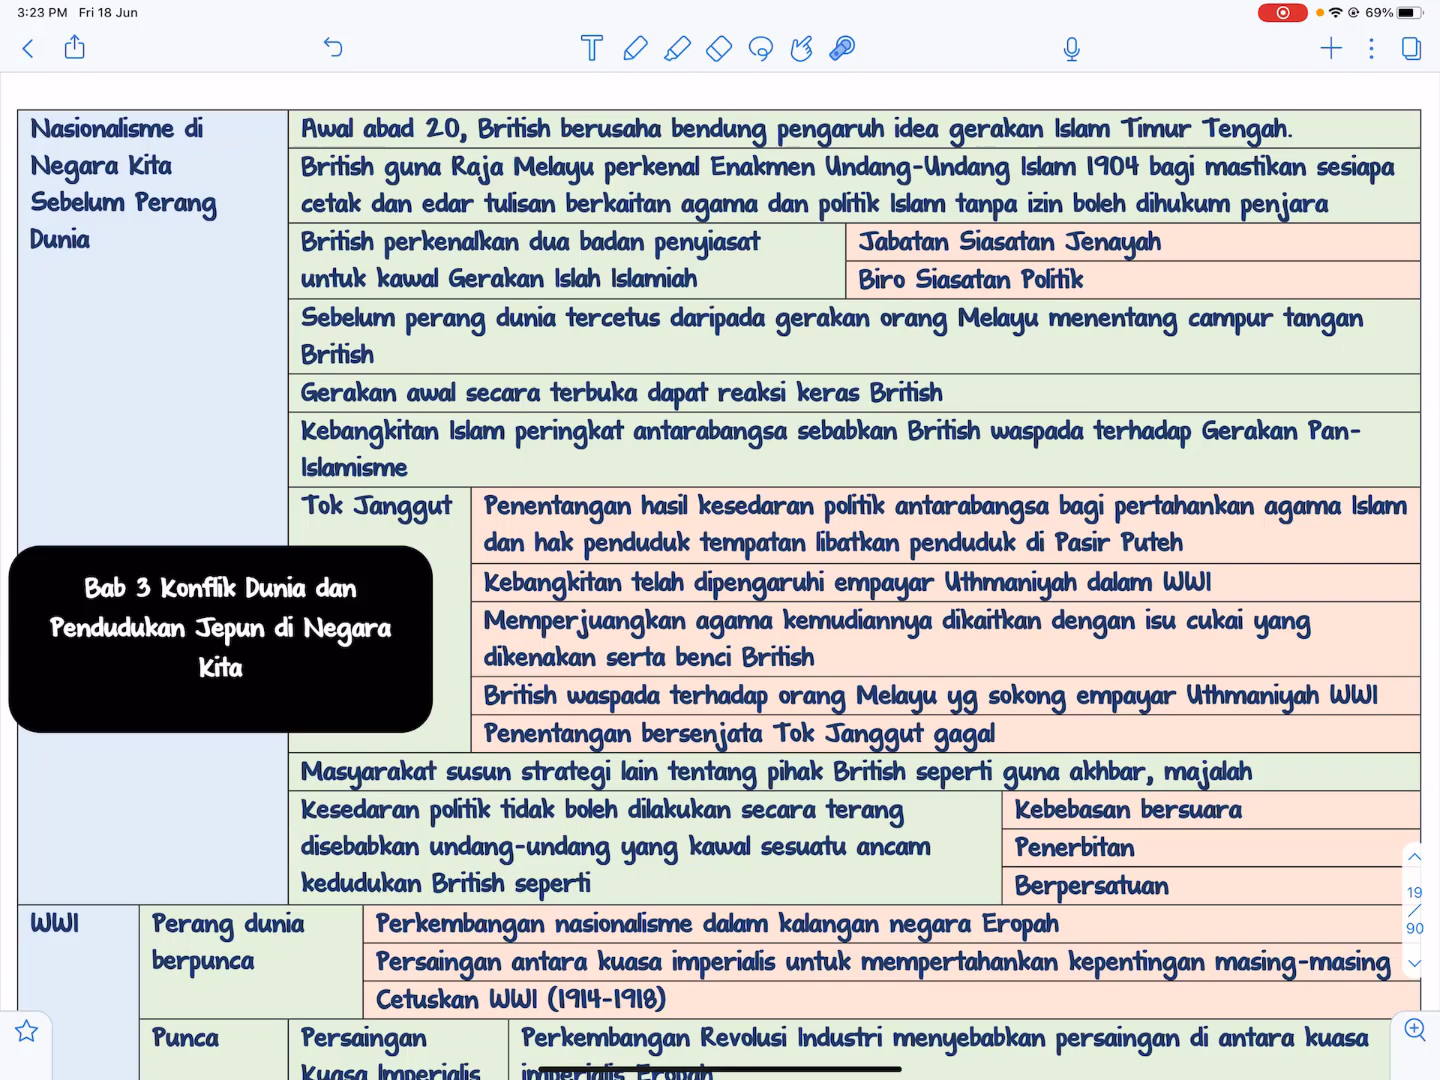 3:23 PM Fri 18 Jun
69%
Nasionalisme di
Negara Kita
Sebelum Perang
Dunia
Awal abad 20, British berusaha bendung pengaruh idea gerakan Islam Timur Tengah.
British guna Raja Melayu perkenal Enakmen Undang-Undang Islam 1904 bagi mastikan sesiapa
cetak dan edar tulisan berkaitan agama dan politik Islam tanpa izin boleh dihukum penjara
British perkenalkan dua badan penyiasat
untuk kawal Gerakan Islah Islamiah
Jabatan Siasatan Jenayah
Biro Siasatan Politik
Sebelum perang dunia tercetus daripada gerakan orang Melayu menentang campur tangan
British
Gerakan awal secara terbuka dapat reaksi keras British
Kebangkitan Islam peringkat antarabangsa sebabkan British waspada terhadap Gerakan Pan-
Islamisme
Tok Janggut
Penentangan hasil kesedaran politik antarabangsa bagi pertahankan agama Islam
dan hak penduduk tempatan libatkan penduduk di Pasir Puteh
Kebangkitan telah dipengaruhi empayar Uthmaniyah dalam WWI
Memperjuangkan agama kemudiannya dikaitkan dengan isu cukai yang
dikenakan serta benci British
British waspada terhadap orang Melayu yg sokong empayar Uthmaniyah WWI
Penentangan bersenjata Tok Janggut gagal
Bab 3 Konflik Dunia dan
Pendudukan Jepun di Negara
Kita
Masyarakat susun strategi lain tentang pihak British seperti guna akhbar, majalah
Kesedaran politik tidak boleh dilakukan secara terang
disebabkan undang-undang yang kawal sesuatu ancam
kedudukan British seperti
Kebebasan bersuara
Penerbitan
Berpersatuan
19
/
90
WWI
Perang dunia
berpunca
Perkembangan nasionalisme dalam kalangan negara Eropah
Persaingan antara kuasa imperialis untuk mempertahankan kepentingan masing-masing
Cetuskan WWI (1914-1918)
Punca
Persaingan
Kuasa Imperialis
Perkembangan Revolusi Industri menyebabkan persaingan di antara kuasa
imperialis Eropah